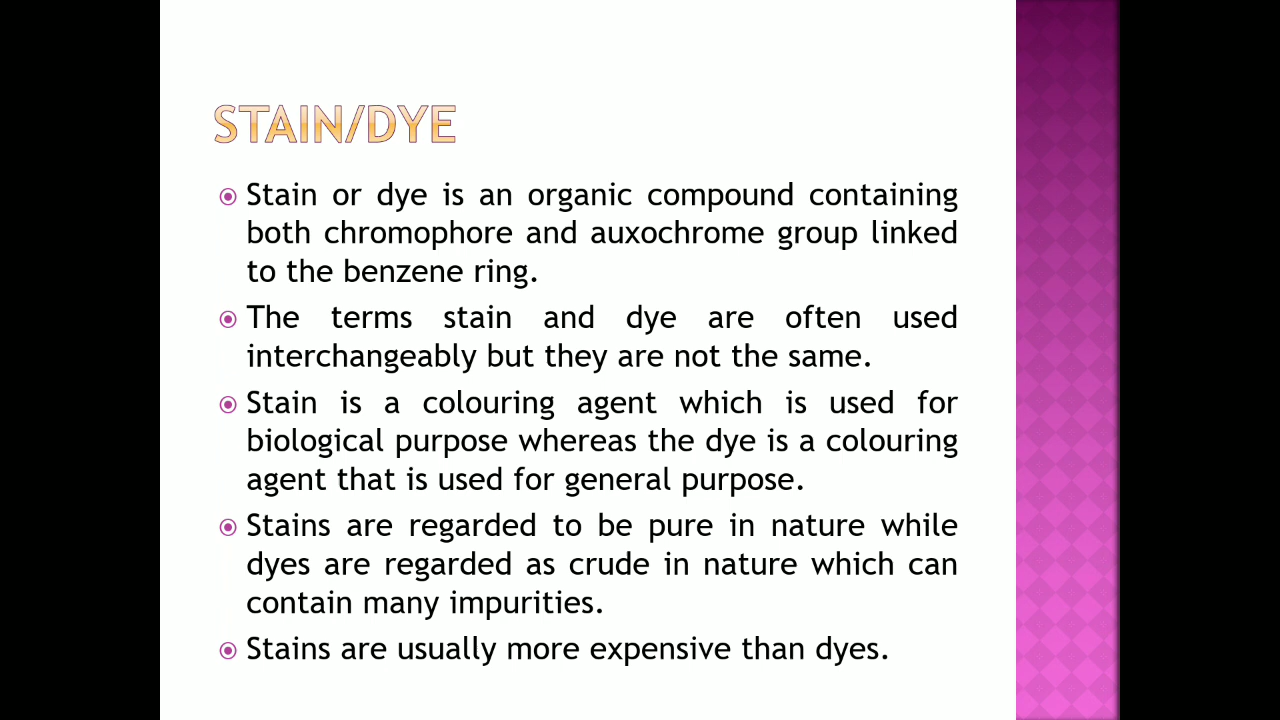 STAIN/DYE
Stain or dye is an organic compound containing
both chromophore and auxochrome group linked
to the benzene ring.
The terms stain and dye are often used
interchangeably but they are not the same.
Stain is a colouring agent which is used for
biological purpose whereas the dye is a colouring
agent that is used for general purpose.
Stains are regarded to be pure in nature while
dyes are regarded as crude in nature which can
contain many impurities.
Stains are usually more expensive than dyes.